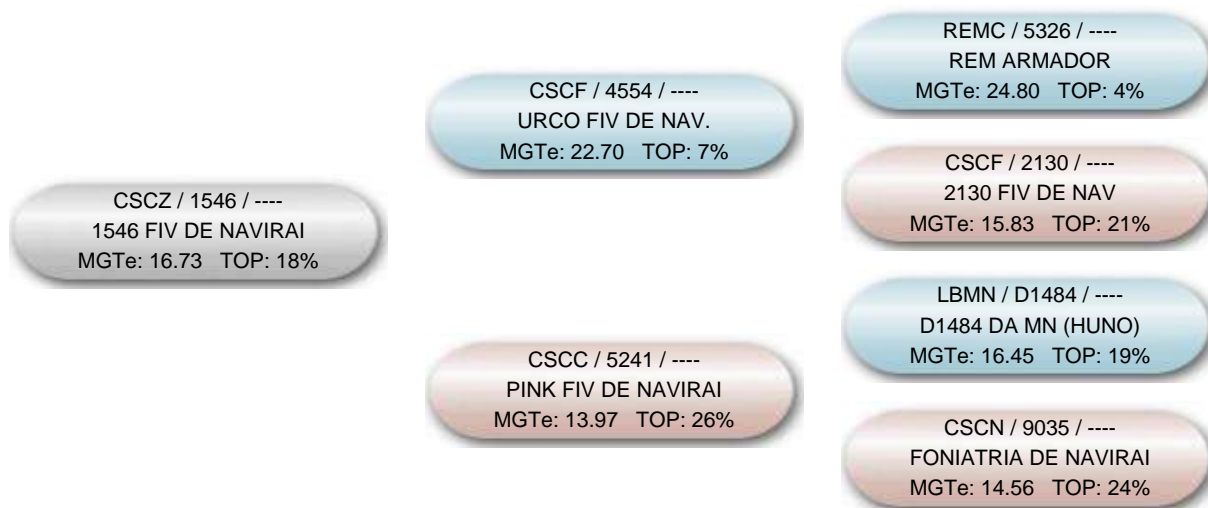 REMC / 5326 / ----
REM ARMADOR
MGTe: 24.80 TOP: 4%
CSCF / 4554 / ----
URCO FIV DE NAV.
MGTe: 22.70 TOP: 7%
CSCF / 2130 / ----
2130 FIV DE NAV
MGTe: 15.83 TOP: 21%
CSCZ / 1546 / ----
1546 FIV DE NAVIRAI
MGTe: 16.73 TOP: 18%
LBMN / D1484 / ----
D1484 DA MN (HUNO)
MGTe: 16.45 TOP: 19%
CSCC / 5241 / ----
PINK FIV DE NAVIRAI
MGTe: 13.97 TOP: 26%
CSCN / 9035 / ----
FONIATRIA DE NAVIRAI
MGTe: 14.56 TOP: 24%